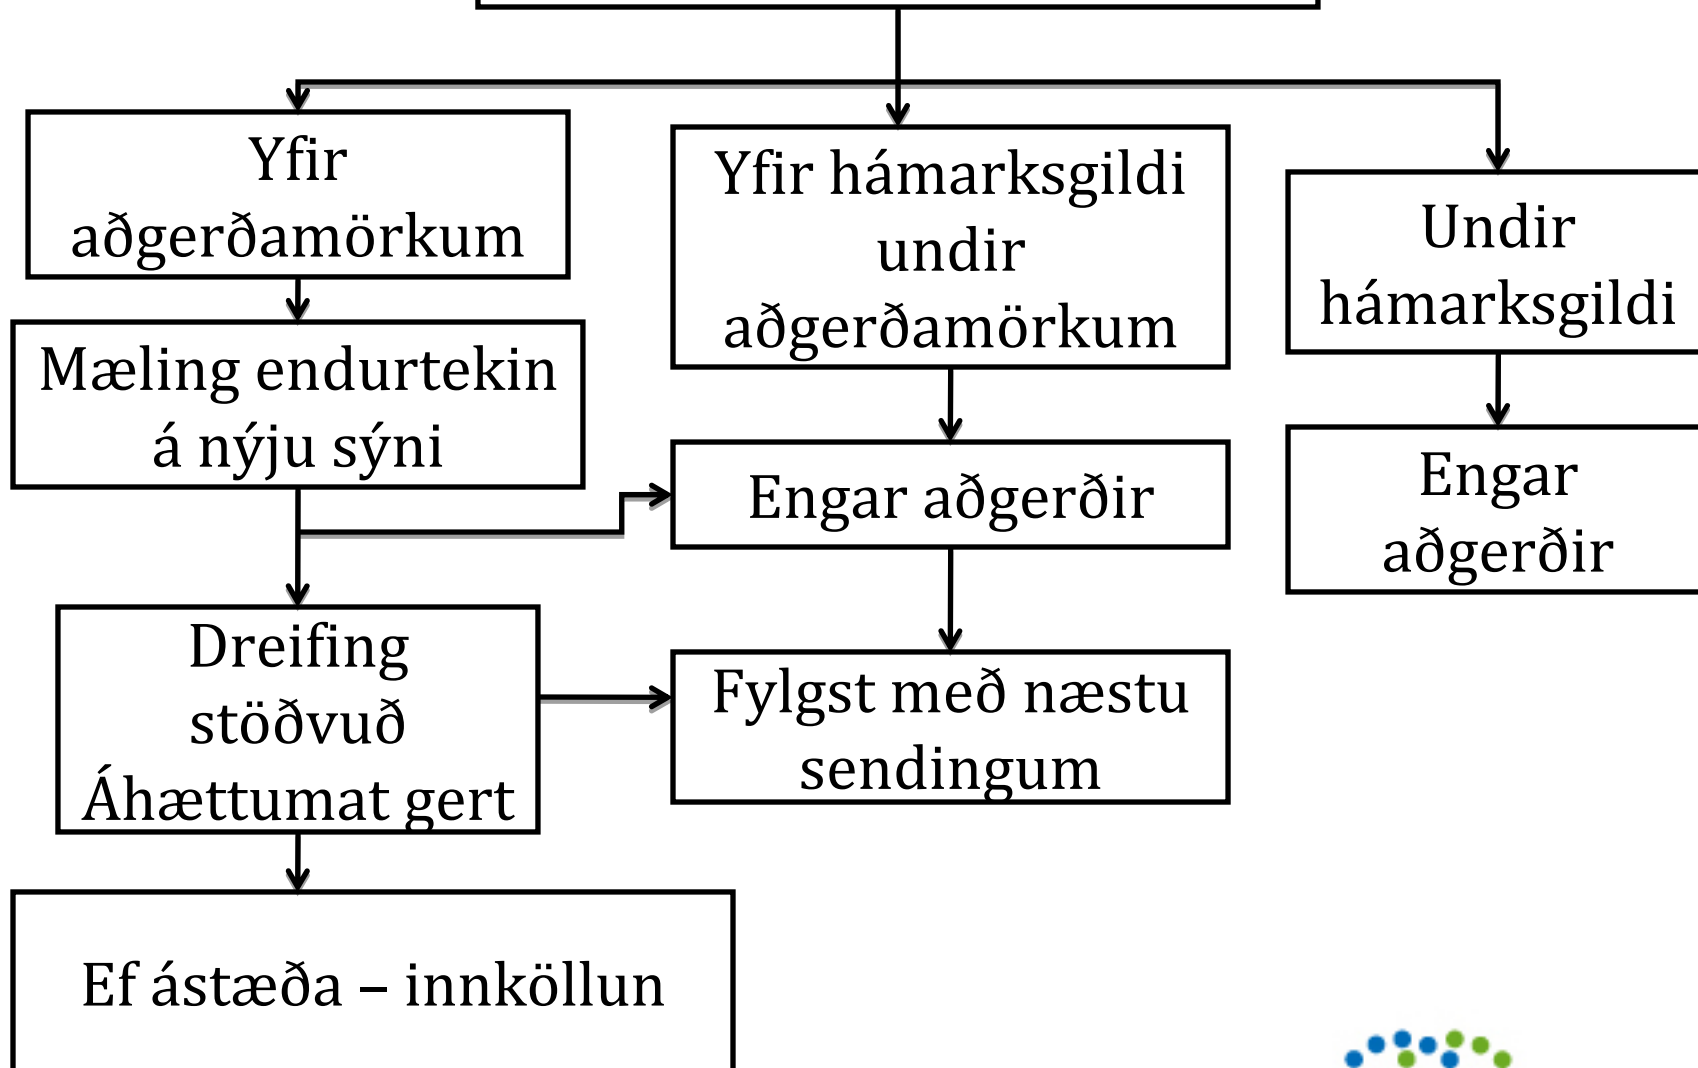 Yfir
aðgerðamörkum
Yfir hámarksgildi
undir
aðgerðamörkum
Undir
hámarksgildi
Mæling endurtekin
á nýju sýni
Engar aðgerðir
Engar
aðgerðir
Dreifing
stöðvuð
Áhættumat gert
Fylgst með næstu
sendingum
Ef ástæða – innköllun